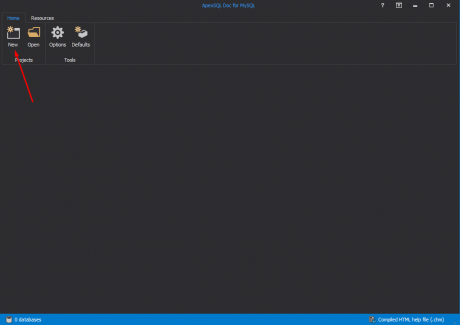 ApexSQL Doc for MySQL
Home Resources
New Open Options Defaults
Projects Tools
0 databases Compiled HTML help file (.chm)